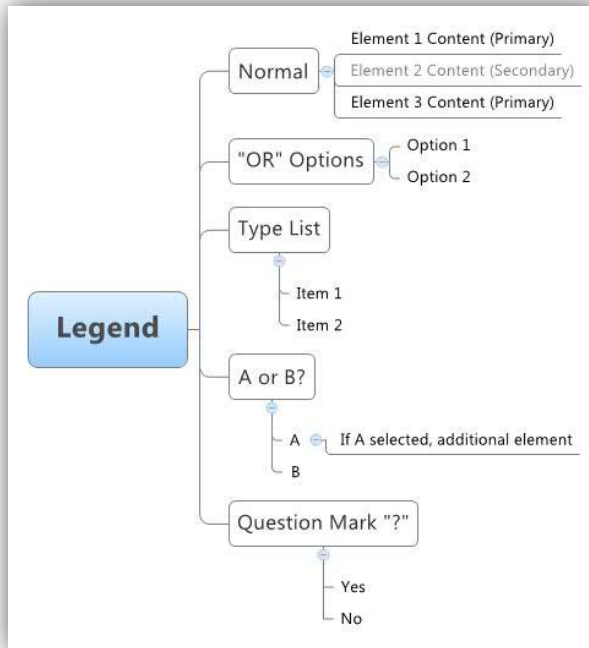 Legend
Normal
Element 1 Content (Primary)
Element 2 Content (Secondary)
Element 3 Content (Primary)
"OR" Options
Option 1
Option 2
Type List
Item 1
Item 2
A or B?
A
If A selected, additional element
B
Question Mark "?"
Yes
No